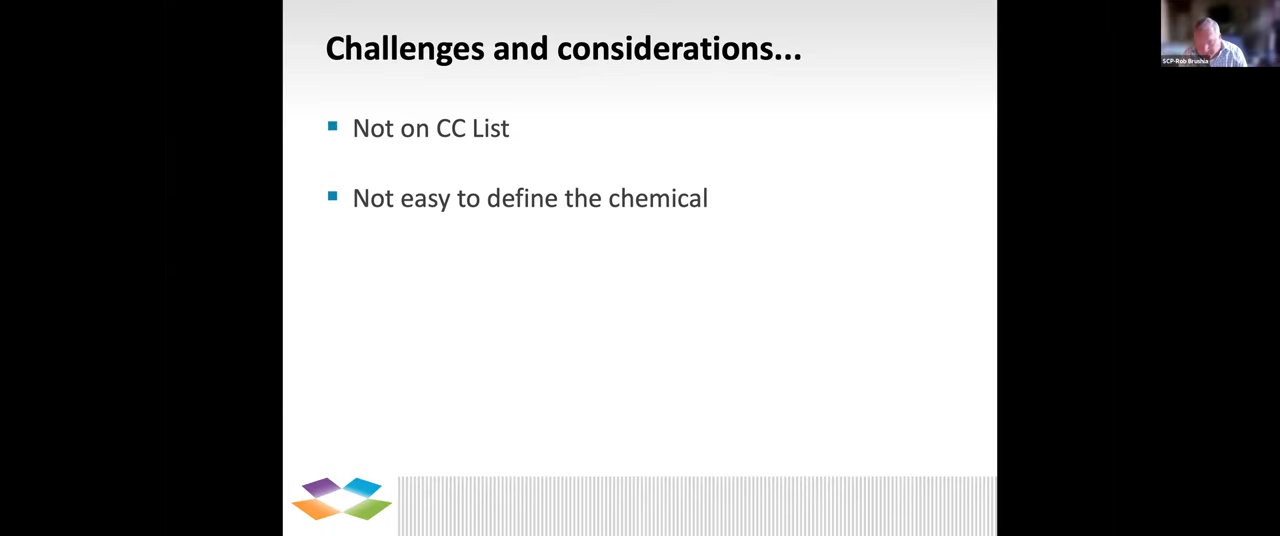 Challenges and considerations...
SCP-Rob Brushia
Not on CC List
Not easy to define the chemical